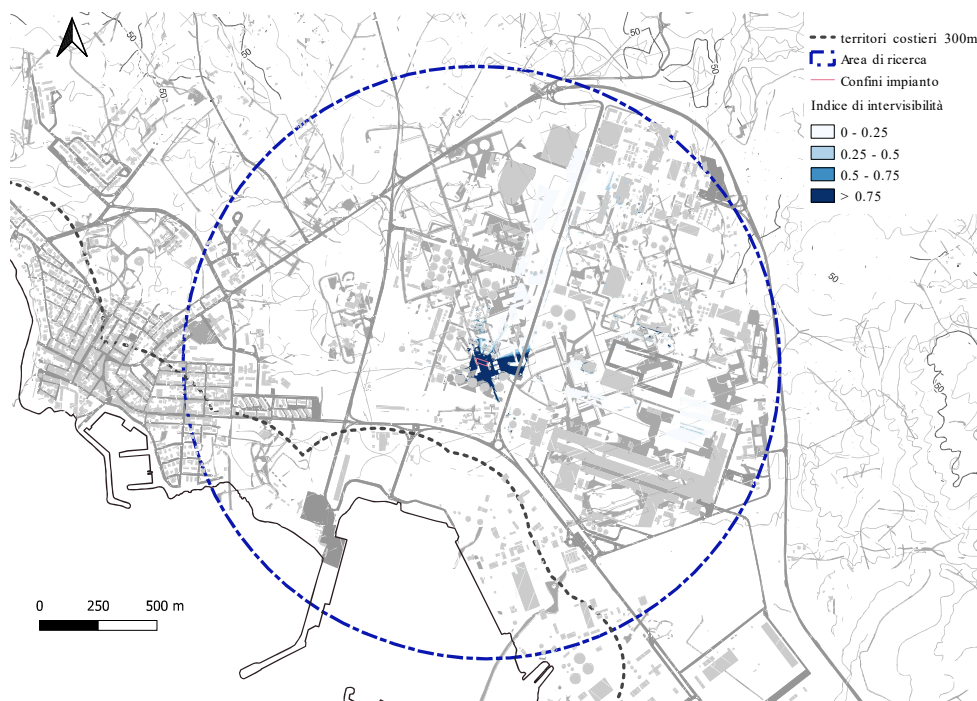 territori costieri 300m
Area di ricerca
Confini impianto
Indice di intervisibilità
0 - 0.25
0.25 - 0.5
0.5 - 0.75
> 0.75
50
50
50
50
50
50
50
0 250 500 m